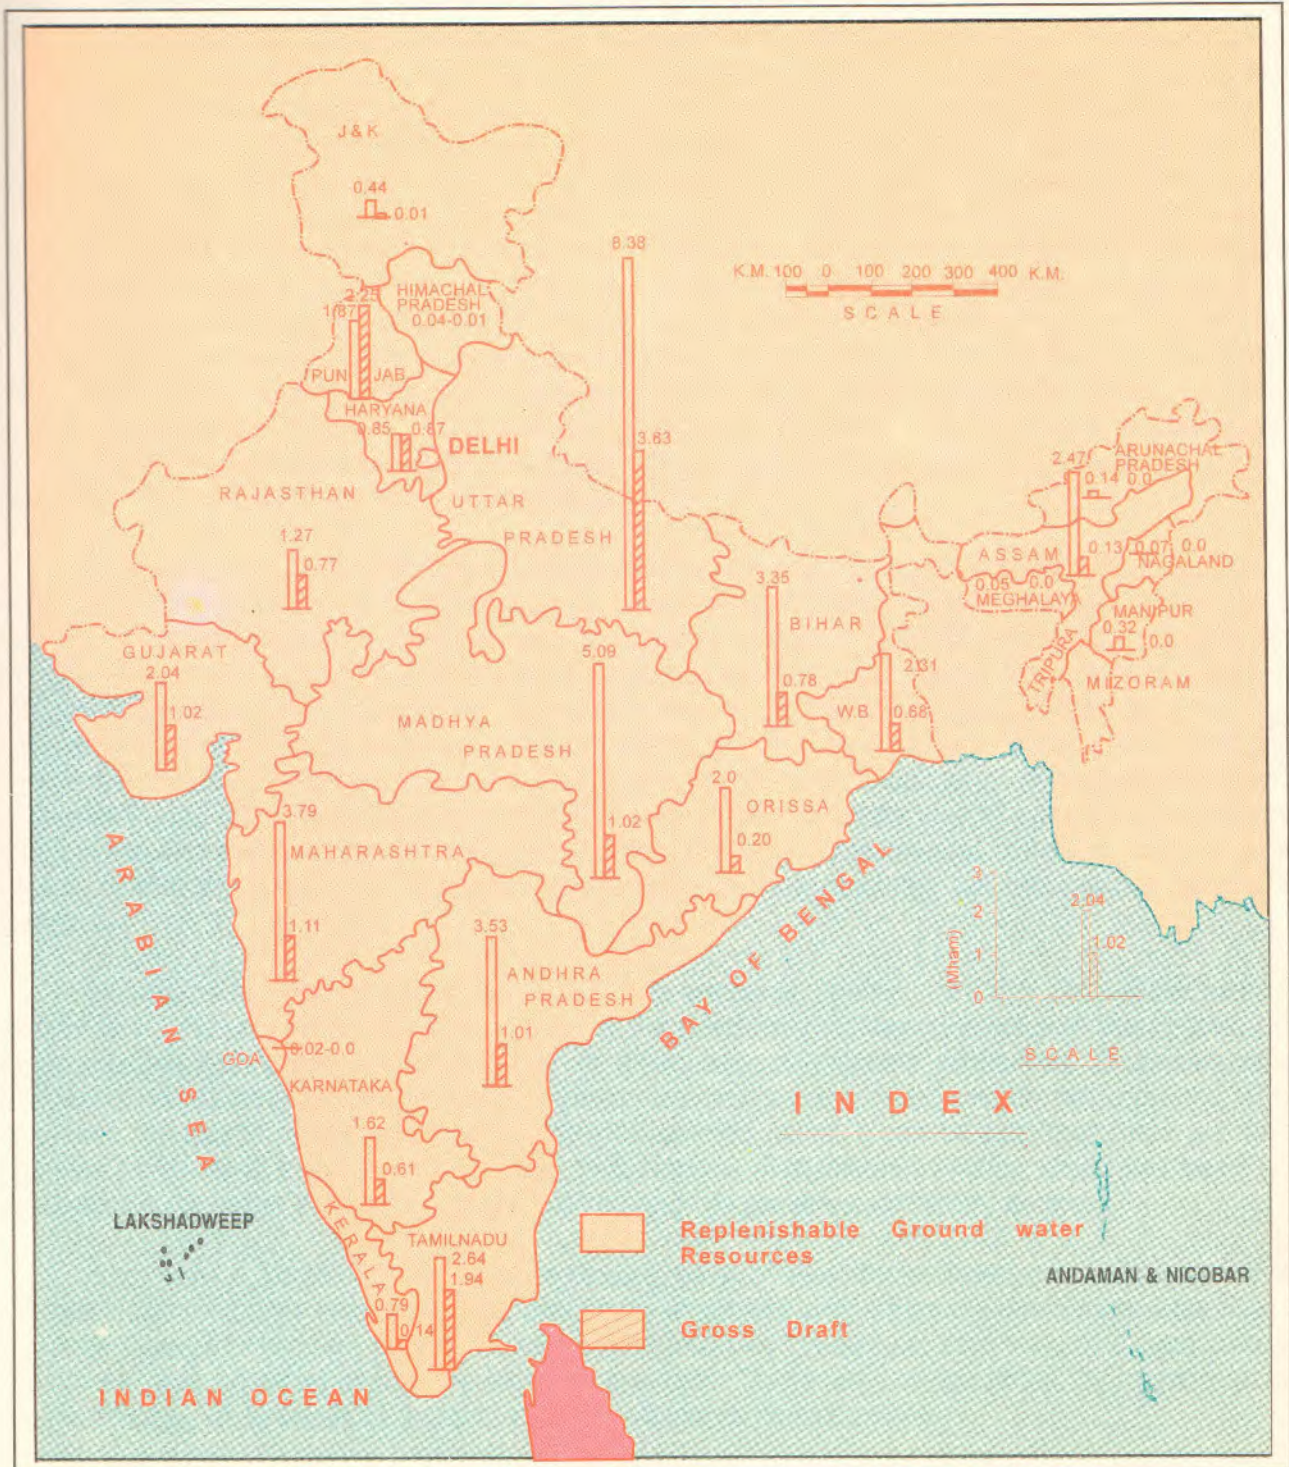 J & K
0.44
0.01
8.38
K.M. 100 0 100 200 300 400 K.M.
SCALE
HIMACHAL
PRADESH
0.04-0.01
2.25
1.87
PUNJAB
HARYANA
0.85 0.87
DELHI
RAJASTHAN
1.27
0.77
UTTAR
PRADESH
3.63
ARUNACHAL
PRADESH
2.47
0.14 0.0
ASSAM
0.13
0.07 0.0
NAGALAND
0.05 0.0
MEGHALAYA
MANIPUR
0.32
0.0
TRIPURA
MIZORAM
3.35
BIHAR
0.78
2.31
W.B.
0.68
GUJARAT
2.04
1.02
5.09
MADHYA
PRADESH
1.02
2.0
ORISSA
0.20
3.79
MAHARASHTRA
1.11
3.53
ANDHRA
PRADESH
1.01
ARABIAN SEA
BAY OF BENGAL
3
2
1
0
(Mham)
2.04
1.02
SCALE
GOA
0.02-0.0
KARNATAKA
1.62
0.61
INDEX
LAKSHADWEEP
KERALA
0.79
0.14
TAMILNADU
2.64
1.94
Replenishable Ground water
Resources
Gross Draft
ANDAMAN & NICOBAR
INDIAN OCEAN